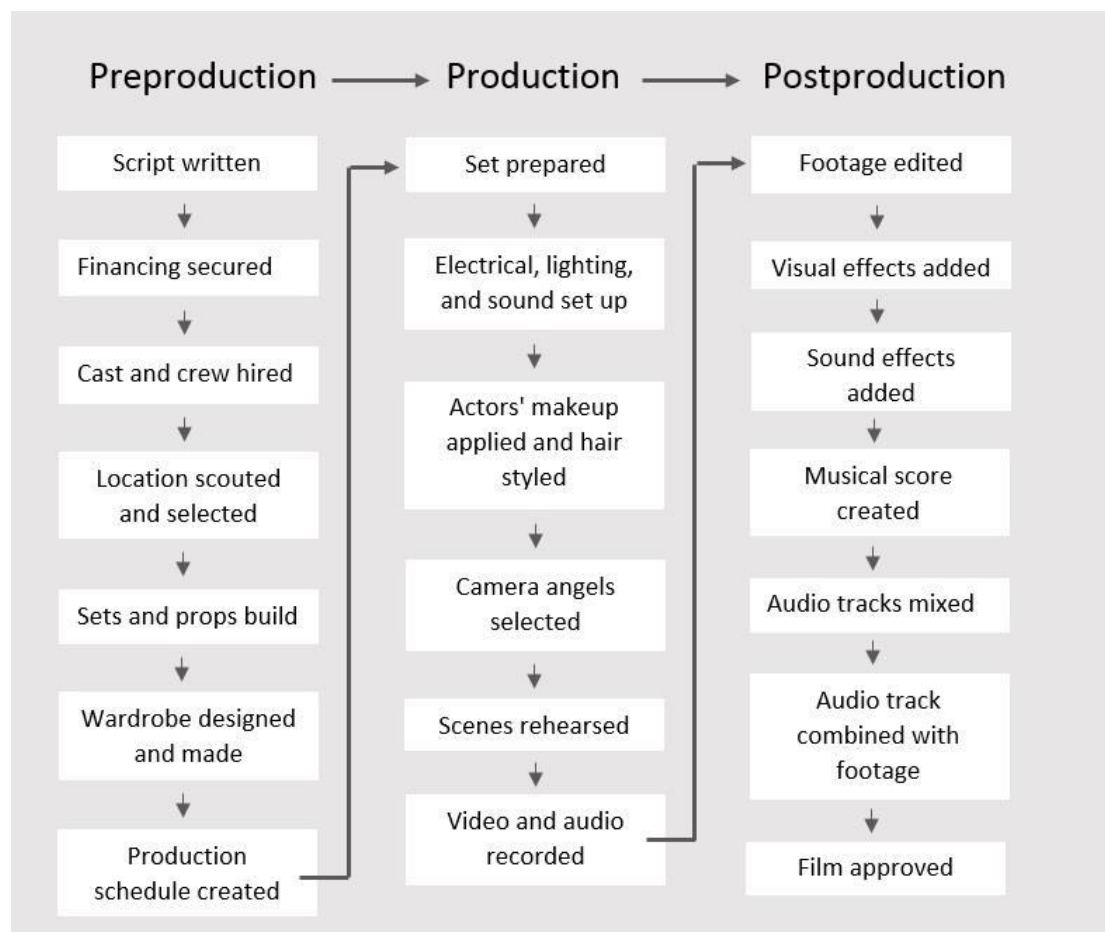 Preproduction
Production
Postproduction
Script written
Financing secured
Cast and crew hired
Location scouted
and selected
Sets and props build
Wardrobe designed
and made
Production
schedule created
Set prepared
Electrical, lighting,
and sound set up
Actors' makeup
applied and hair
styled
Camera angels
selected
Scenes rehearsed
Video and audio
recorded
Footage edited
Visual effects added
Sound effects
added
Musical score
created
Audio tracks mixed
Audio track
combined with
footage
Film approved